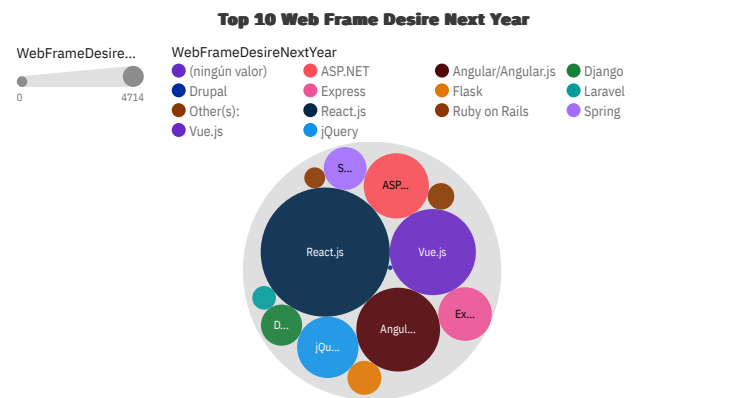 Top 10 Web Frame Desire Next Year
WebFrameDesire...
0 4714
WebFrameDesireNextYear
(ningún valor) ASP.NET Angular/Angular.js Django
Drupal Express Flask Laravel
Other(s): React.js Ruby on Rails Spring
Vue.js jQuery
S...
ASP...
React.js
Vue.js
Ex...
D...
Angul...
jQu...